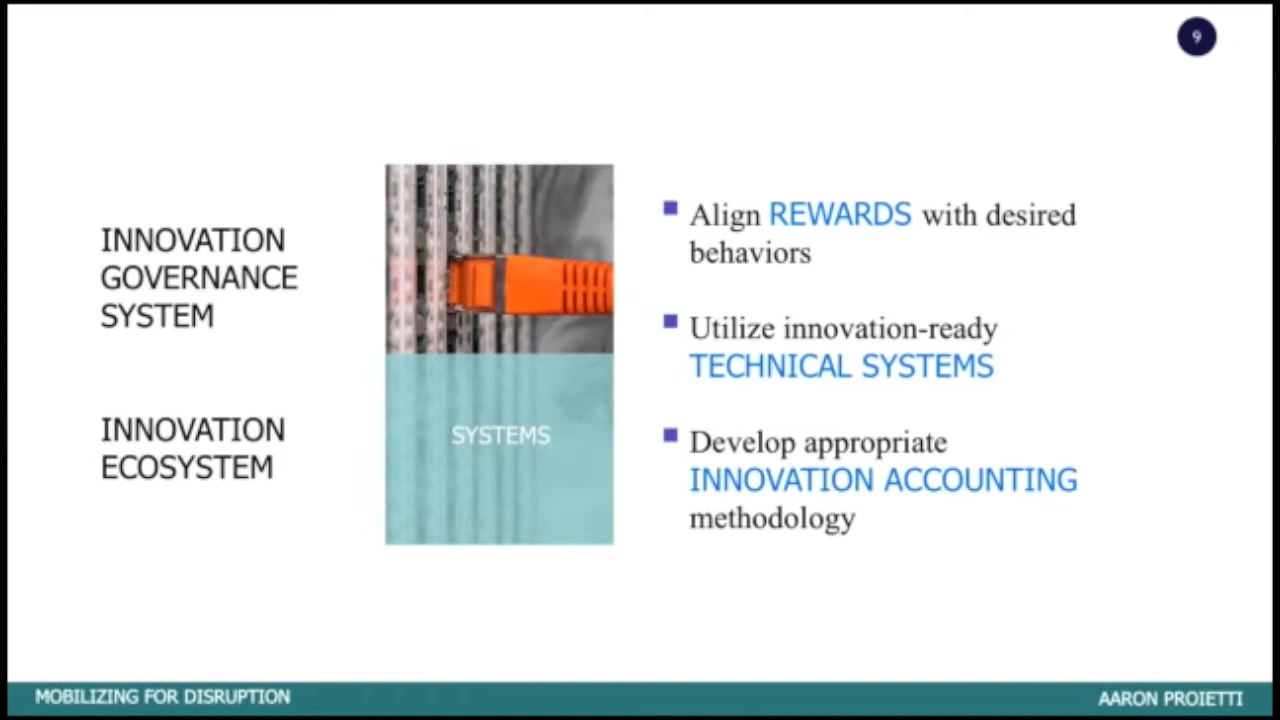 9
INNOVATION
GOVERNANCE
SYSTEM
INNOVATION
ECOSYSTEM
SYSTEMS
Align REWARDS with desired
behaviors
Utilize innovation-ready
TECHNICAL SYSTEMS
Develop appropriate
INNOVATION ACCOUNTING
methodology
MOBILIZING FOR DISRUPTION
AARON PROIETTI